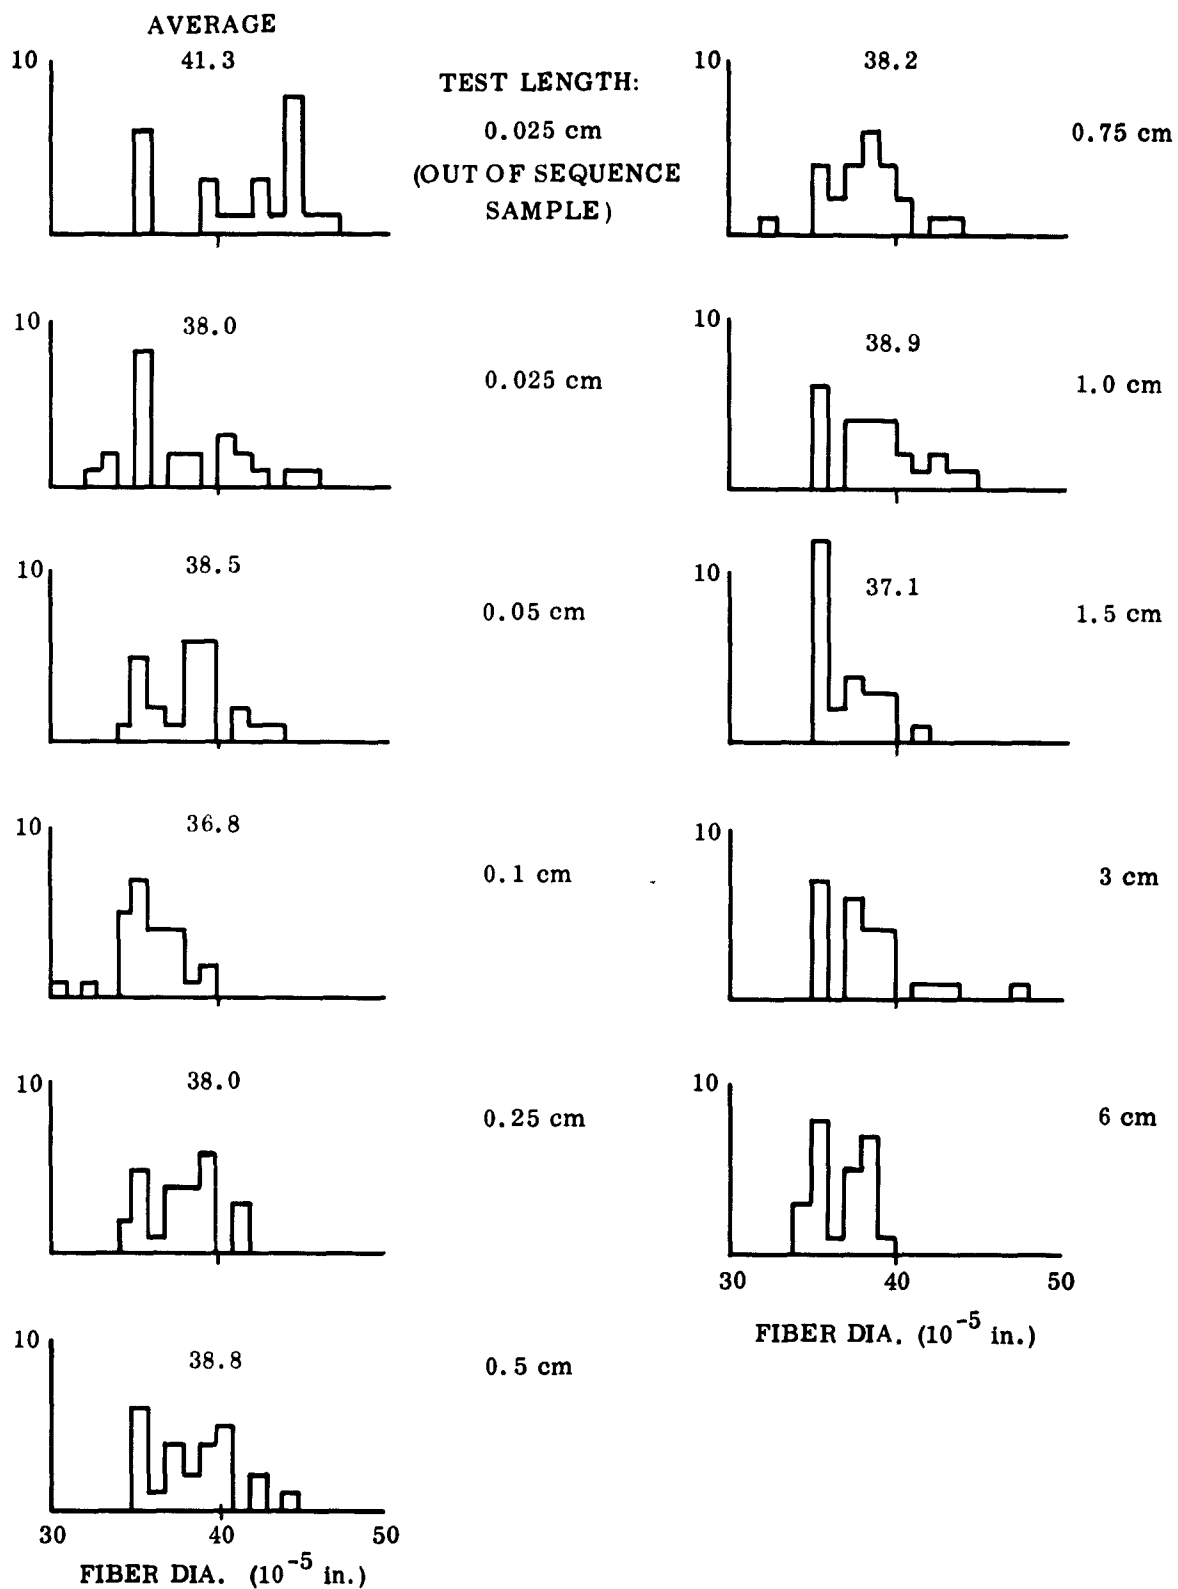 AVERAGE
10
41.3
TEST LENGTH:
0.025 cm
(OUT OF SEQUENCE
SAMPLE)
10
38.0
0.025 cm
10
38.5
0.05 cm
10
36.8
0.1 cm
10
38.0
0.25 cm
10
38.8
0.5 cm
30
40
50
FIBER DIA. (10⁻⁵ in.)
10
38.2
0.75 cm
10
38.9
1.0 cm
10
37.1
1.5 cm
10
3 cm
10
6 cm
30
40
50
FIBER DIA. (10⁻⁵ in.)